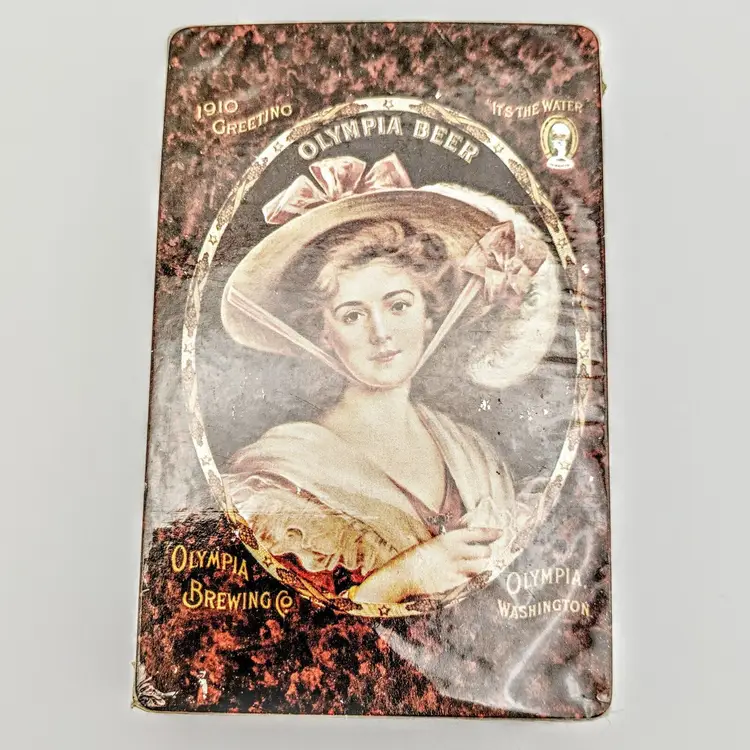 1910
GREETING
"IT'S THE WATER"
OLYMPIA BEER
OLYMPIA
BREWING CO
OLYMPIA,
WASHINGTON